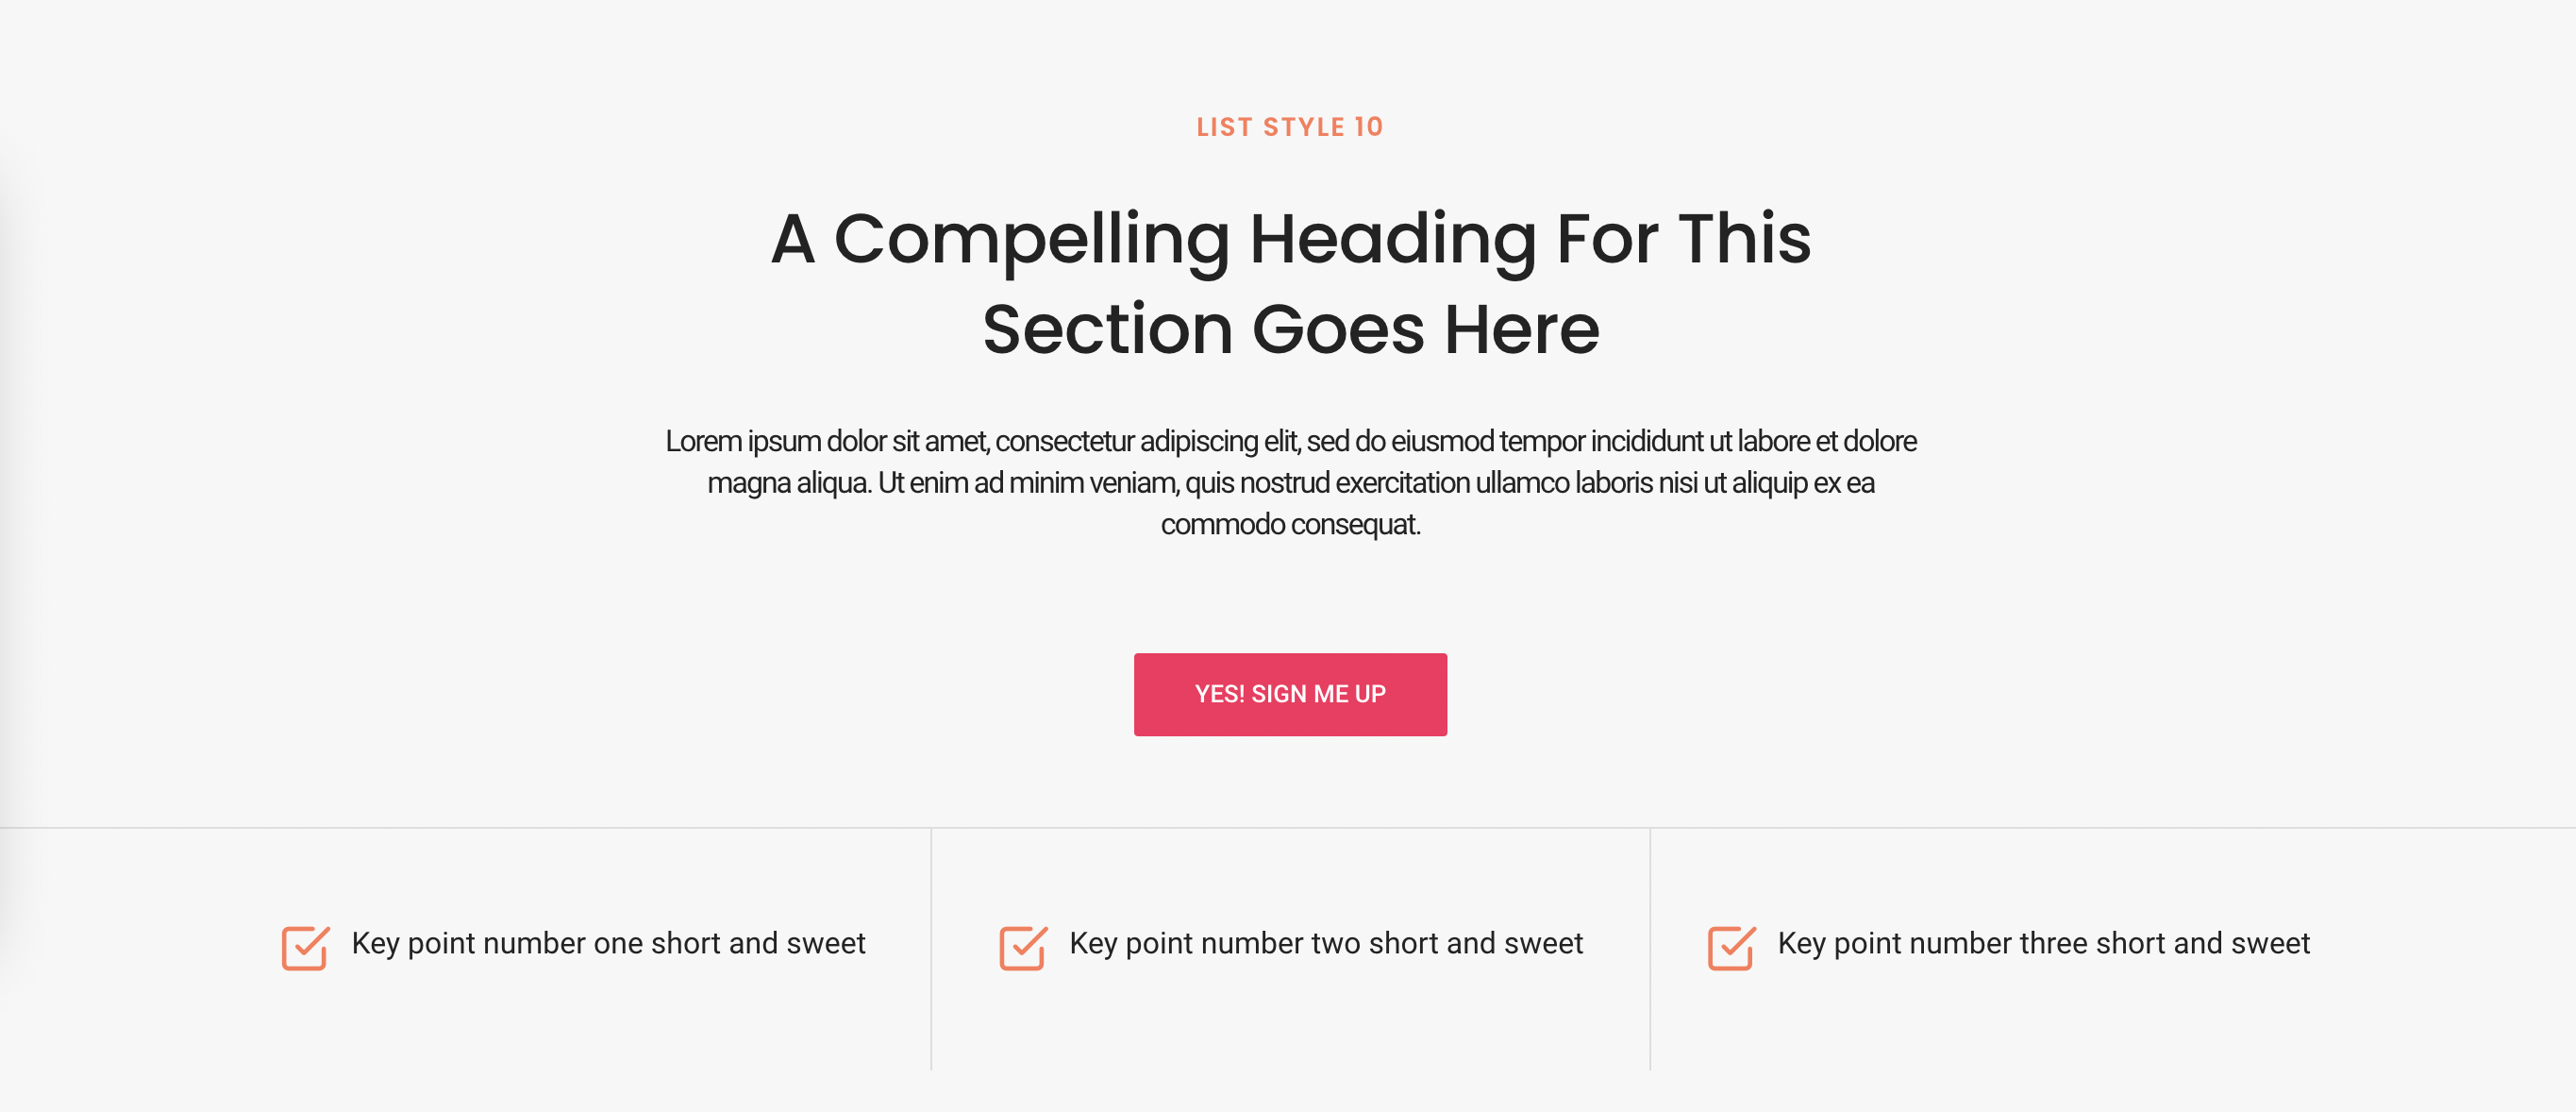 LIST STYLE 10
A Compelling Heading For This
Section Goes Here
Lorem ipsum dolor sit amet, consectetur adipiscing elit, sed do eiusmod tempor incididunt ut labore et dolore
magna aliqua. Ut enim ad minim veniam, quis nostrud exercitation ullamco laboris nisi ut aliquip ex ea
commodo consequat.
YES! SIGN ME UP
Key point number one short and sweet
Key point number two short and sweet
Key point number three short and sweet